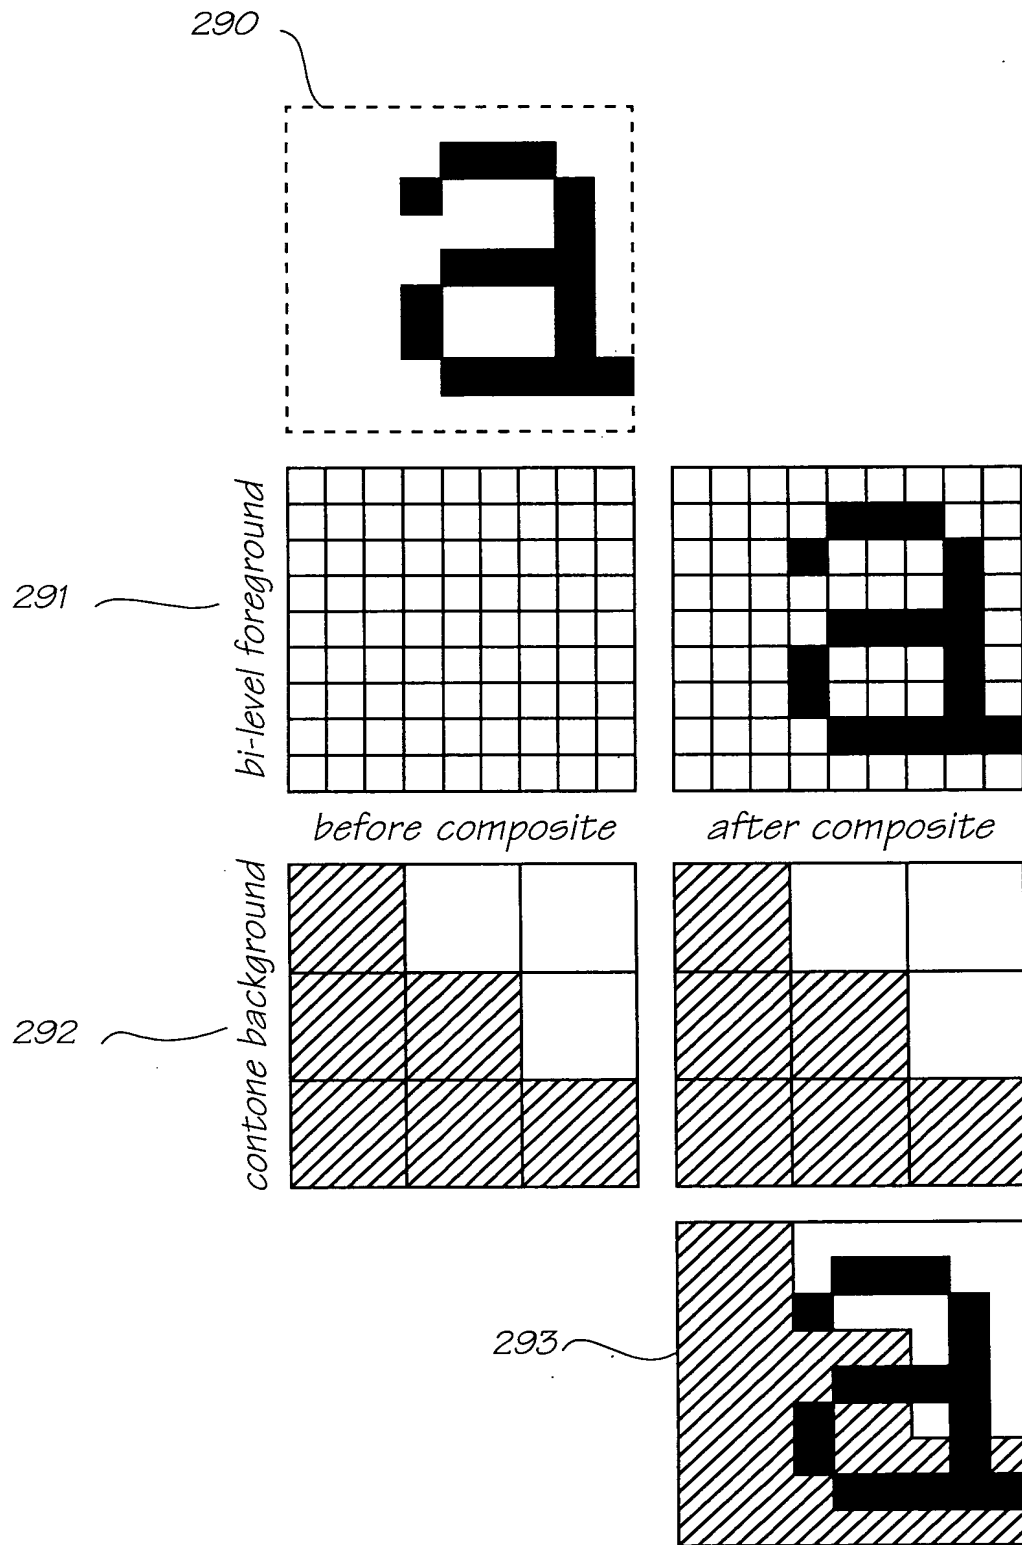 290
a
291
bi-level foreground
a
before composite
after composite
292
contone background
293
a